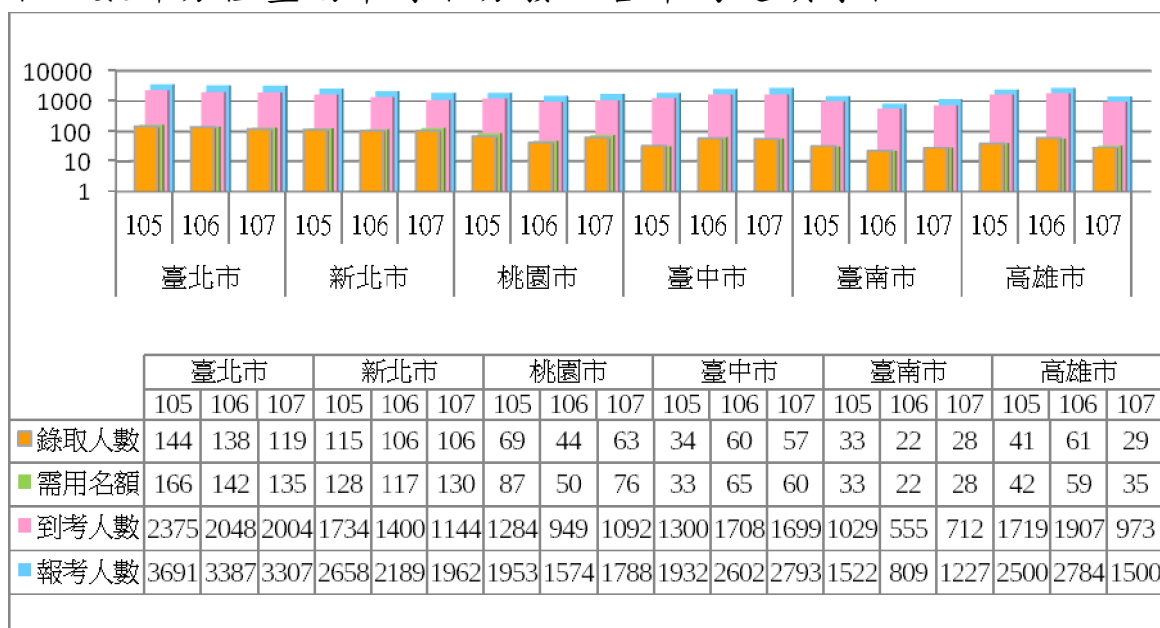 10000
1000
100
10
1
105 106 107 105 106 107 105 106 107 105 106 107 105 106 107 105 106 107
臺北市 新北市 桃園市 臺中市 臺南市 高雄市
臺北市 新北市 桃園市 臺中市 臺南市 高雄市
105 106 107 105 106 107 105 106 107 105 106 107 105 106 107 105 106 107
錄取人數 144 138 119 115 106 106 69 44 63 34 60 57 33 22 28 41 61 29
需用名額 166 142 135 128 117 130 87 50 76 33 65 60 33 22 28 42 59 35
到考人數 2375 2048 2004 1734 1400 1144 1284 949 1092 1300 1708 1699 1029 555 712 1719 1907 973
報考人數 3691 3387 3307 2658 2189 1962 1953 1574 1788 1932 2602 2793 1522 809 1227 2500 2784 1500